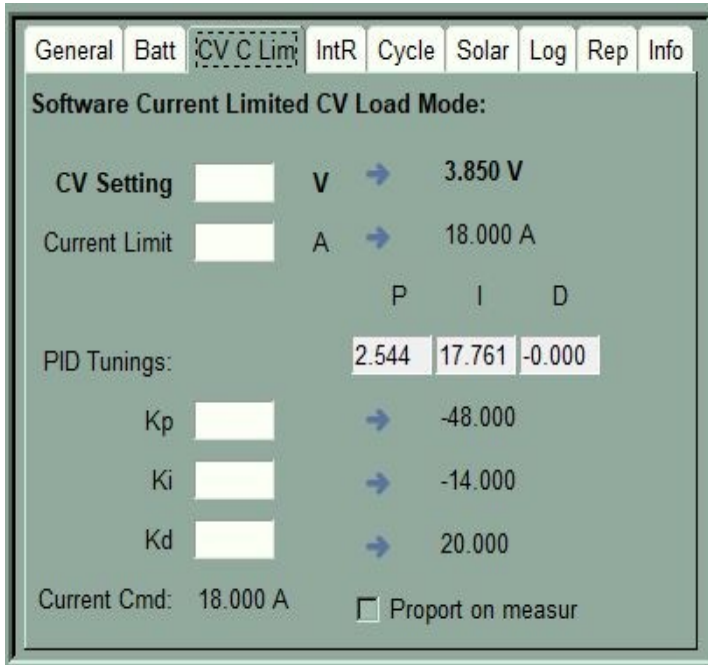 General Batt CV C Lim IntR Cycle Solar Log Rep Info
Software Current Limited CV Load Mode:
CV Setting V 3.850 V
Current Limit A 18.000 A
P I D
PID Tunings: 2.544 17.761 -0.000
Kp -48.000
Ki -14.000
Kd 20.000
Current Cmd: 18.000 A Proport on measur